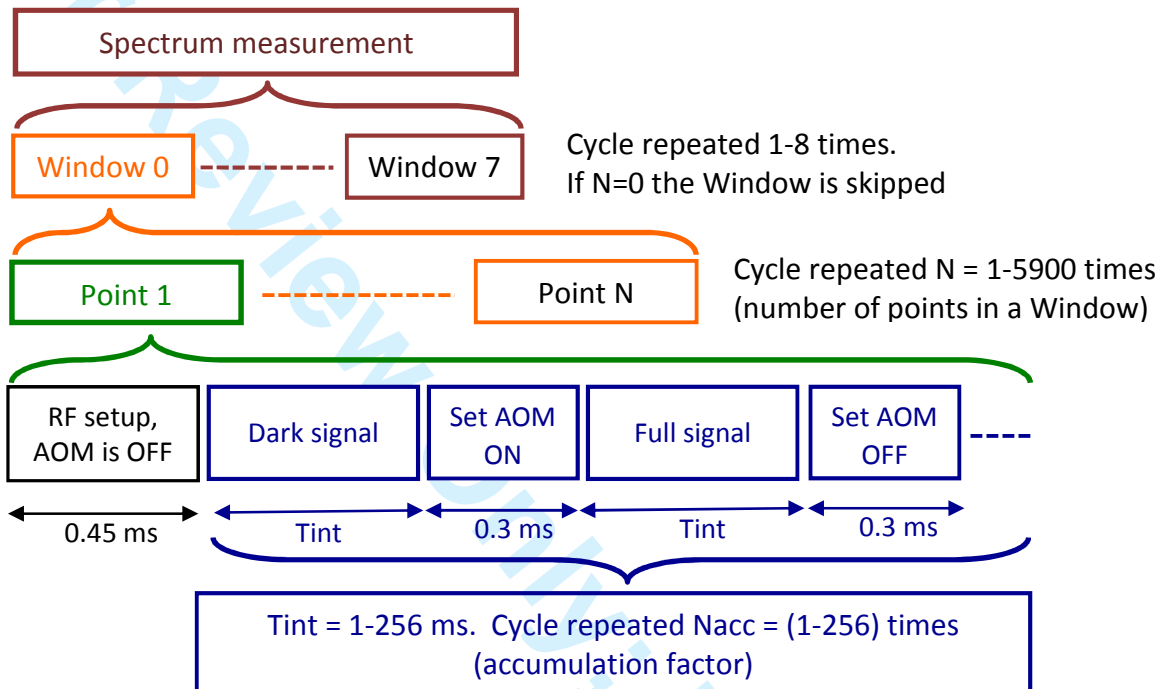 Spectrum measurement
Window 0
Window 7
Cycle repeated 1-8 times.
If N=0 the Window is skipped
Point 1
Point N
Cycle repeated N = 1-5900 times
(number of points in a Window)
RF setup,
AOM is OFF
Dark signal
Set AOM
ON
Full signal
Set AOM
OFF
0.45 ms
Tint
0.3 ms
Tint
0.3 ms
Tint = 1-256 ms.  Cycle repeated Nacc = (1-256) times
(accumulation factor)
Review Only